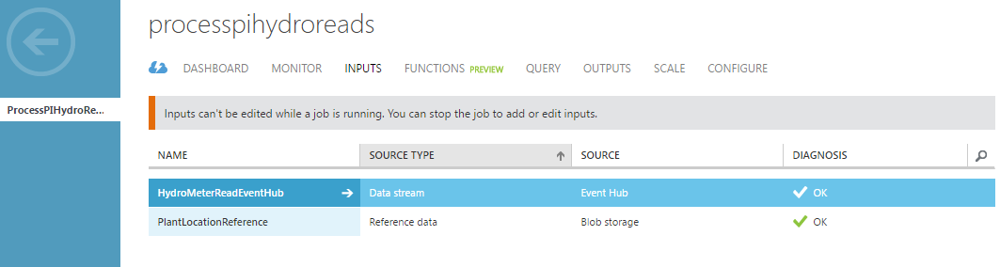 processpihydroreads
DASHBOARD MONITOR INPUTS FUNCTIONS PREVIEW QUERY OUTPUTS SCALE CONFIGURE
ProcessPIHydroRe...
Inputs can't be edited while a job is running. You can stop the job to add or edit inputs.
NAME SOURCE TYPE SOURCE DIAGNOSIS
HydroMeterReadEventHub Data stream Event Hub OK
PlantLocationReference Reference data Blob storage OK